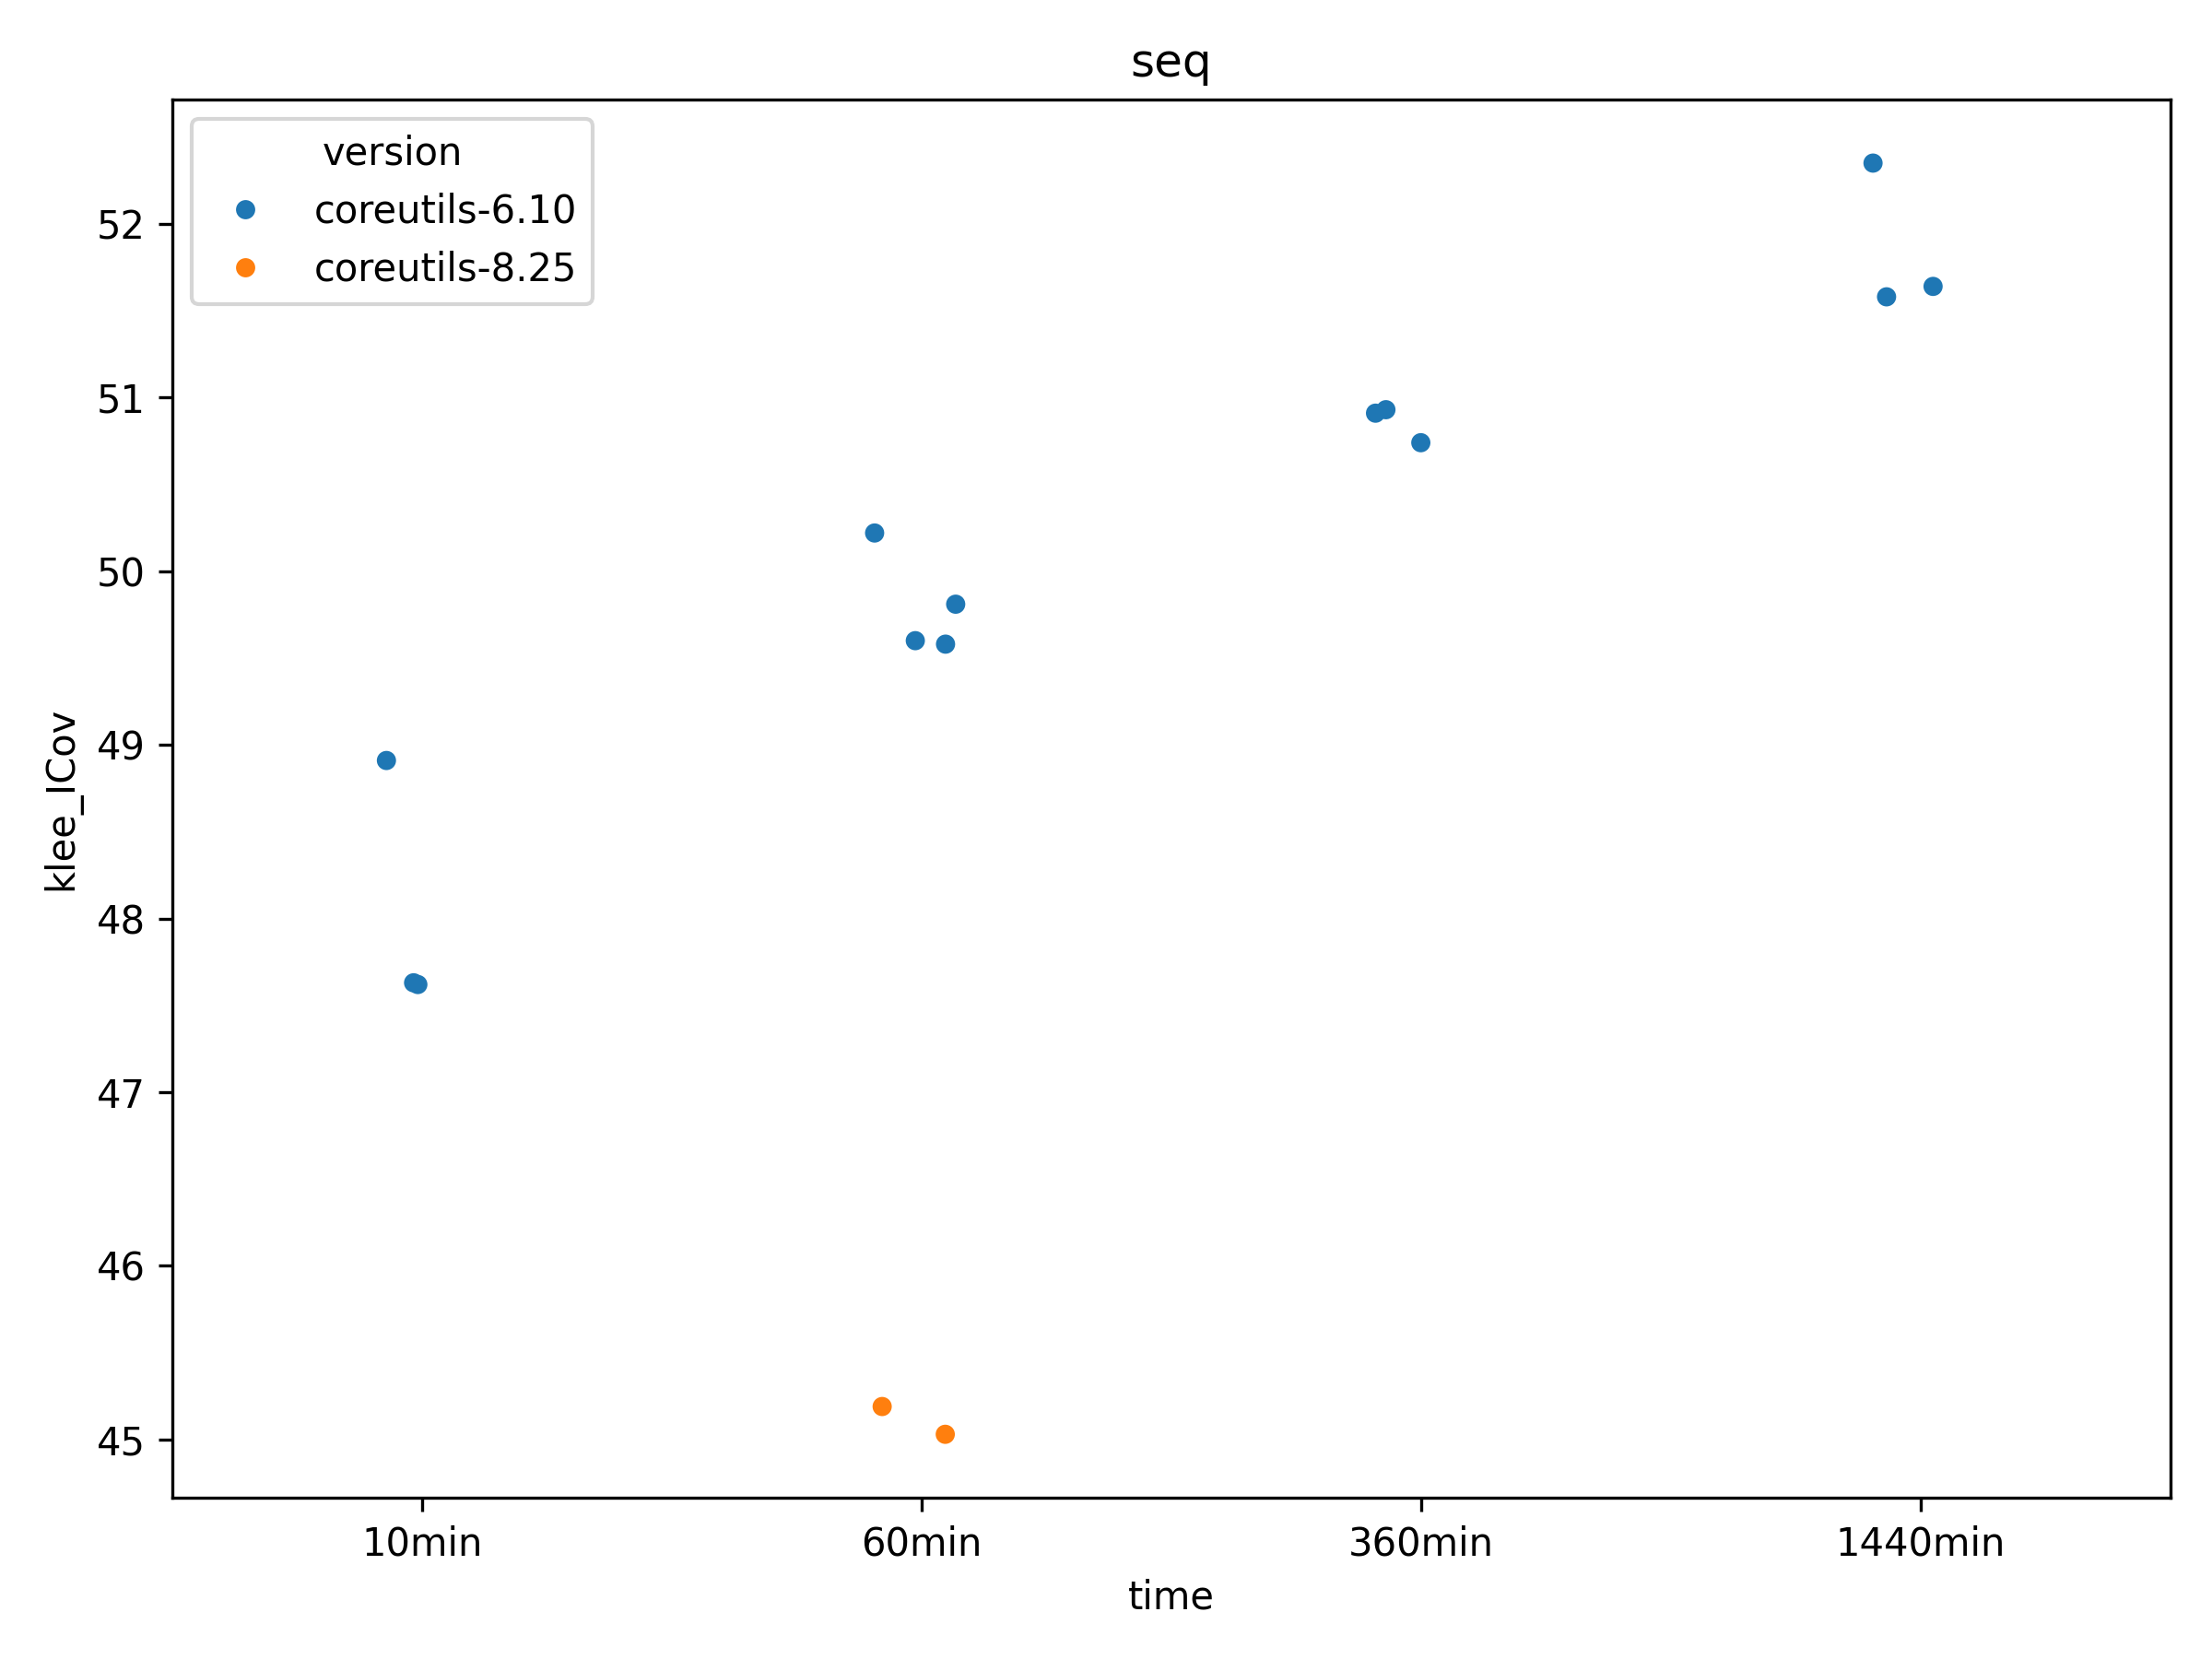 seq
version
coreutils-6.10
coreutils-8.25
52
51
50
49
48
47
46
45
klee_ICov
10min
60min
360min
1440min
time